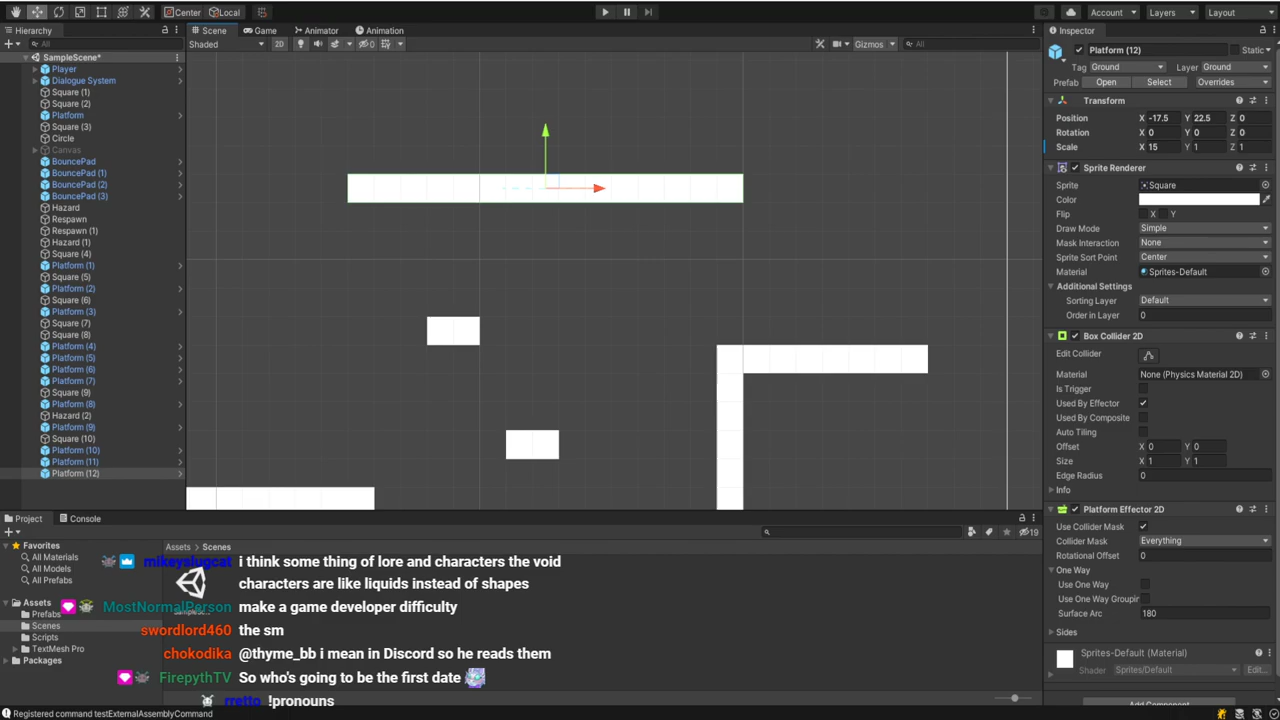 Center Local
Account Layers Layout
Hierarchy
All
SampleScene*
Player
Dialogue System
Square (1)
Square (2)
Platform
Square (3)
Circle
Canvas
BouncePad
BouncePad (1)
BouncePad (2)
BouncePad (3)
Hazard
Respawn
Respawn (1)
Hazard (1)
Square (4)
Platform (1)
Square (5)
Platform (2)
Square (6)
Platform (3)
Square (7)
Square (8)
Platform (4)
Platform (5)
Platform (6)
Platform (7)
Square (9)
Platform (8)
Hazard (2)
Platform (9)
Square (10)
Platform (10)
Platform (11)
Platform (12)
Scene Game Animator Animation
Shaded 2D 0 Gizmos All
Inspector
Platform (12) Static
Tag Ground Layer Ground
Prefab Open Select Overrides
Transform
Position X -17.5 Y 22.5 Z 0
Rotation X 0 Y 0 Z 0
Scale X 15 Y 1 Z 1
Sprite Renderer
Sprite Square
Color
Flip X Y
Draw Mode Simple
Mask Interaction None
Sprite Sort Point Center
Material Sprites-Default
Additional Settings
Sorting Layer Default
Order in Layer 0
Box Collider 2D
Edit Collider
Material None (Physics Material 2D)
Is Trigger
Used By Effector
Used By Composite
Auto Tiling
Offset X 0 Y 0
Size X 1 Y 1
Edge Radius 0
Info
Platform Effector 2D
Use Collider Mask
Collider Mask Everything
Rotational Offset 0
One Way
Use One Way
Use One Way Groupin
Surface Arc 180
Sides
Sprites-Default (Material)
Shader Sprites/Default Edit...
Project Console
19
Favorites
All Materials
All Models
All Prefabs
Assets
Prefabs
Scenes
Scripts
TextMesh Pro
Packages
Assets > Scenes
mikeyslugcat i think some thing of lore and characters the void
characters are like liquids instead of shapes
MostNormalPerson make a game developer difficulty
swordlord460 the sm
chokodika @thyme_bb i mean in Discord so he reads them
FirepythTV So who's going to be the first date
rretto !pronouns
Registered command testExternalAssemblyCommand